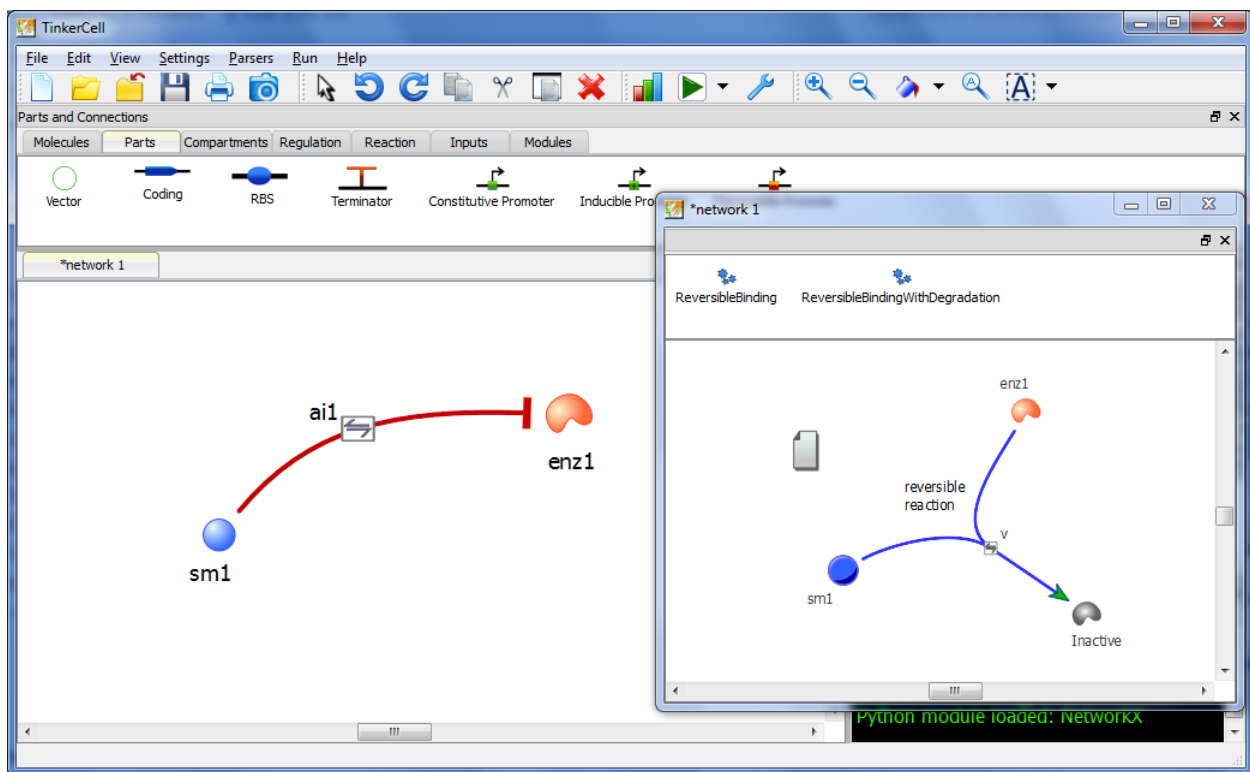 TinkerCell
File Edit View Settings Parsers Run Help
Parts and Connections
Molecules Parts Compartments Regulation Reaction Inputs Modules
Vector Coding RBS Terminator Constitutive Promoter Inducible Pro
*network 1
ai1
enz1
sm1
*network 1
ReversibleBinding ReversibleBindingWithDegradation
enz1
reversible
reaction
v
sm1
Inactive
Python module loaded: NetworkX